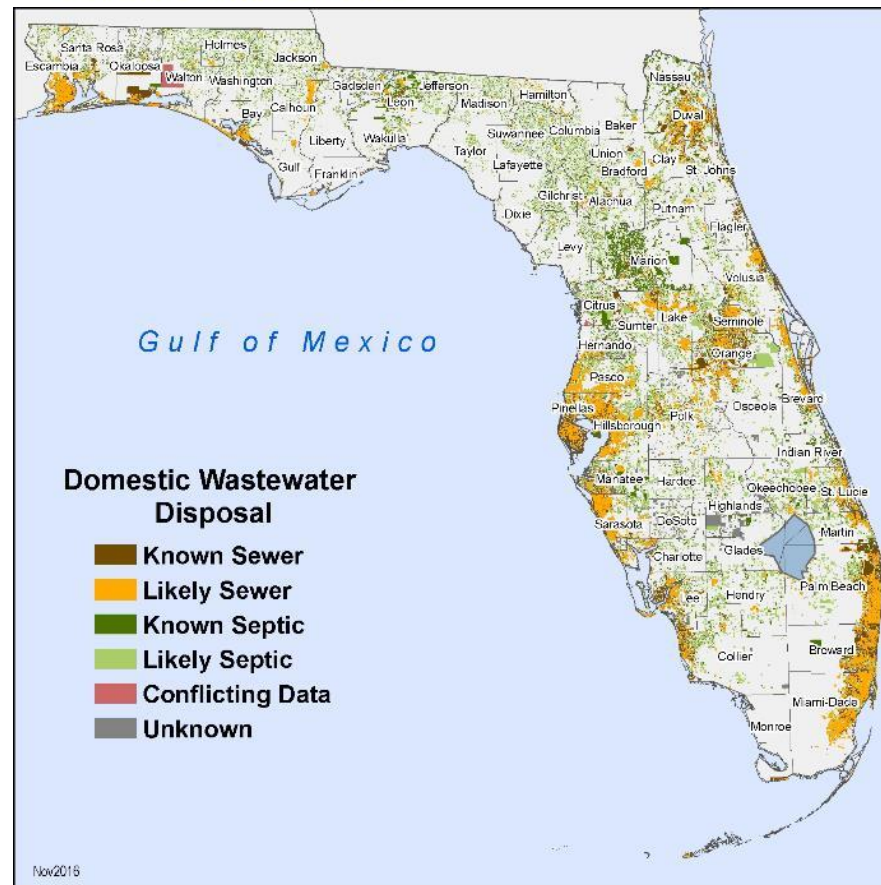 Santa Rosa
Holmes
Jackson
Escambia
Okaloosa
Walton
Washington
Gadsden
Jefferson
Hamilton
Nassau
Calhoun
Leon
Madison
Duval
Bay
Liberty
Wakulla
Suwannee
Columbia
Baker
Gulf
Franklin
Taylor
Lafayette
Union
Clay
Bradford
St. Johns
Gilchrist
Alachua
Putnam
Dixie
Flagler
Levy
Marion
Volusia
Citrus
Lake
Seminole
Sumter
Gulf of Mexico
Hernando
Orange
Pasco
Brevard
Pinellas
Polk
Osceola
Hillsborough
Indian River
Manatee
Hardee
Okeechobee
St. Lucie
Highlands
Sarasota
DeSoto
Martin
Charlotte
Glades
Palm Beach
Lee
Hendry
Collier
Broward
Miami-Dade
Monroe
Domestic Wastewater
Disposal
Known Sewer
Likely Sewer
Known Septic
Likely Septic
Conflicting Data
Unknown
Nov2016